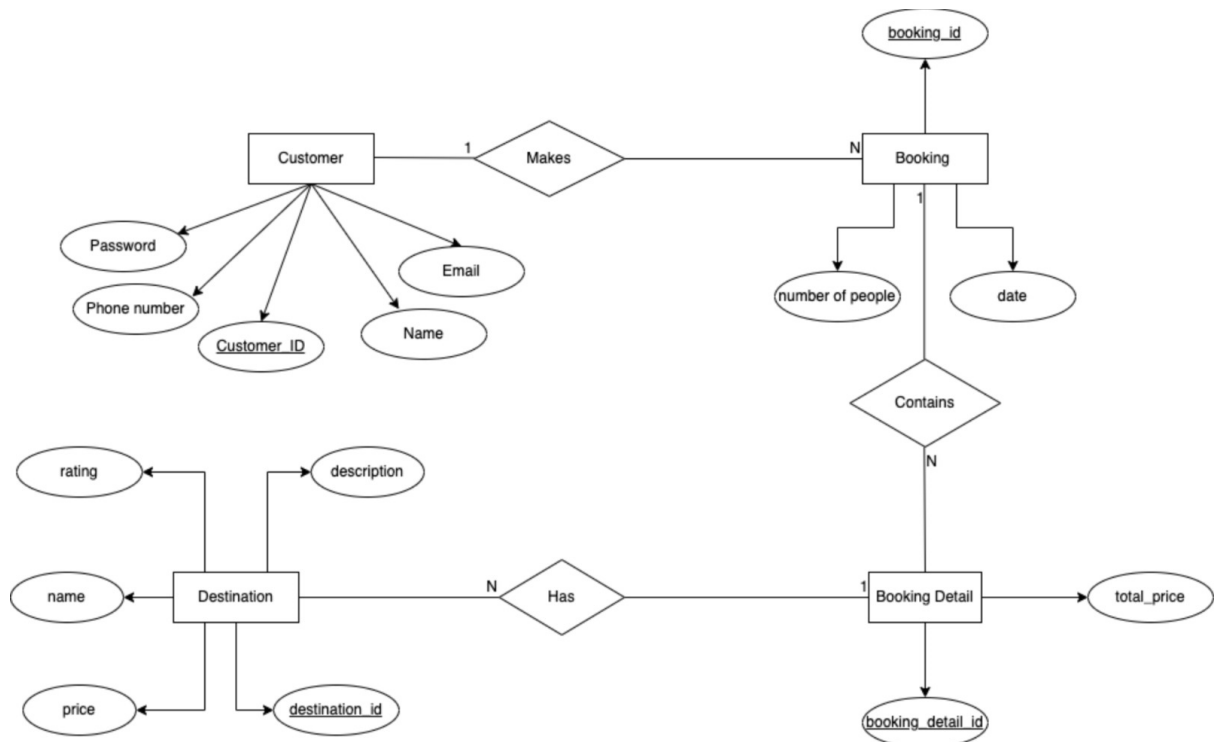 booking_id
Customer
1
Makes
N
Booking
1
Password
Email
Phone number
number of people
date
Customer_ID
Name
Contains
N
rating
description
name
Destination
N
Has
1
Booking Detail
total_price
price
destination_id
booking_detail_id